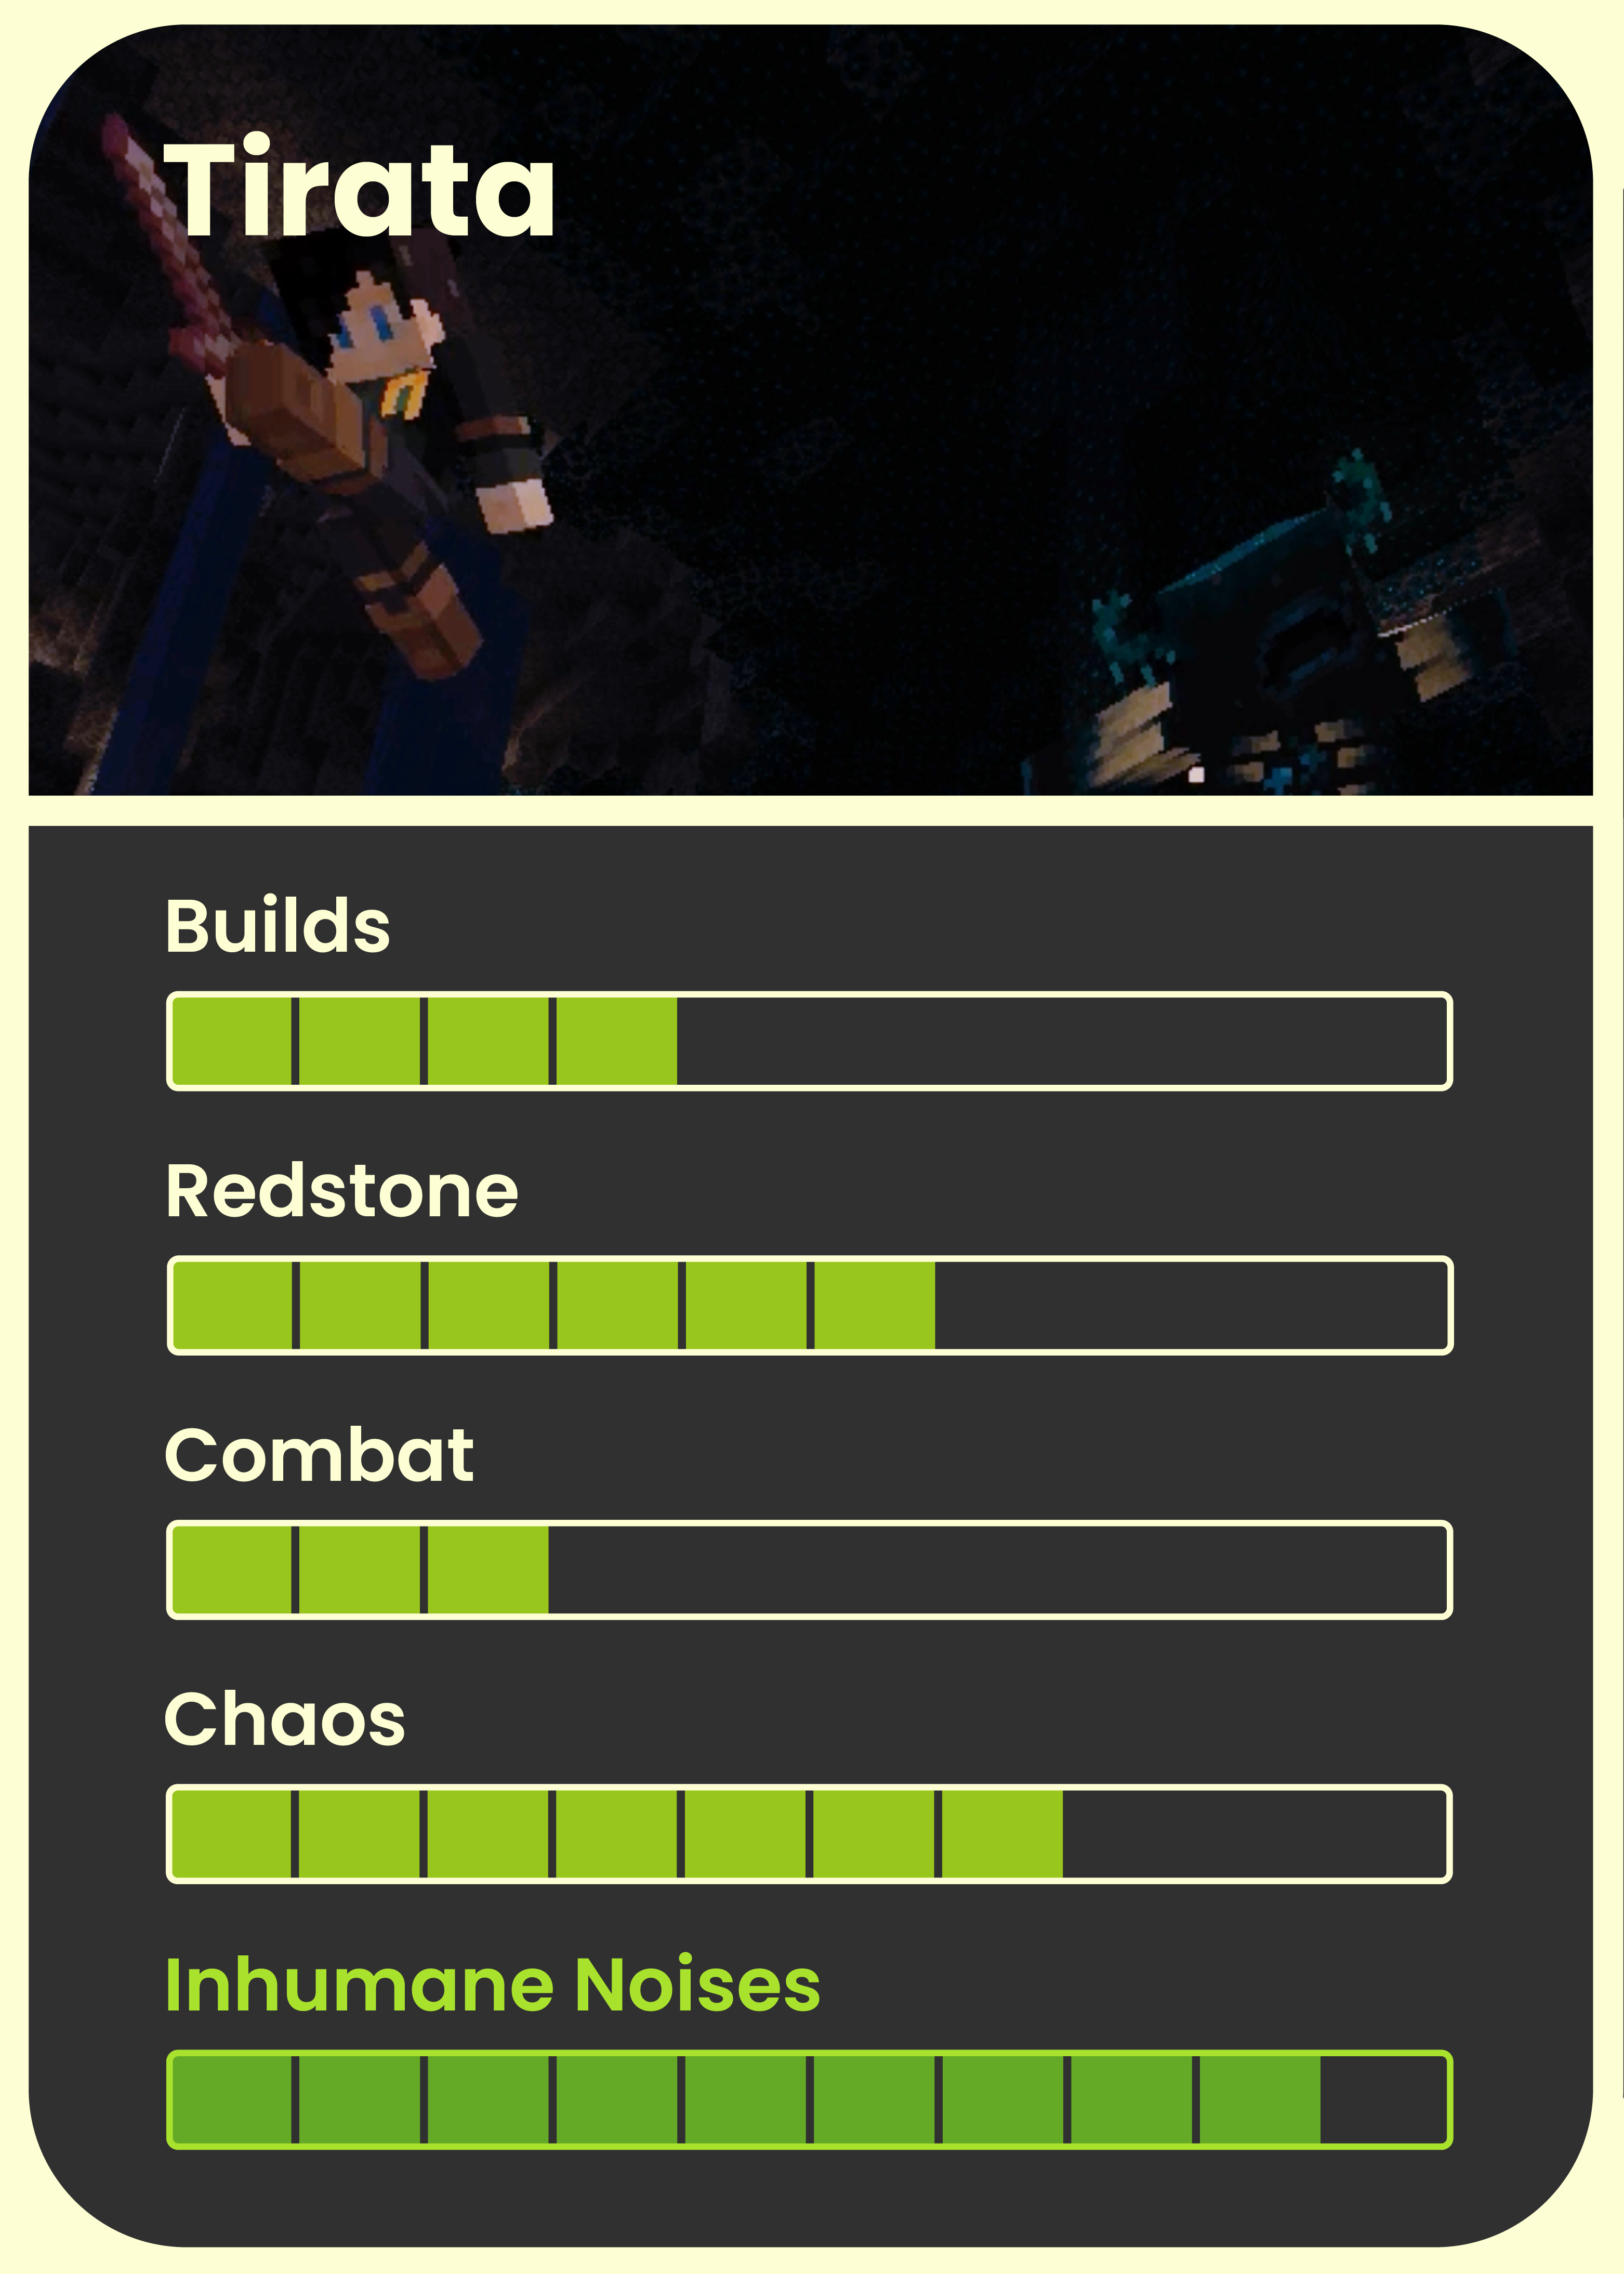 Tirata
Builds
Redstone
Combat
Chaos
Inhumane Noises